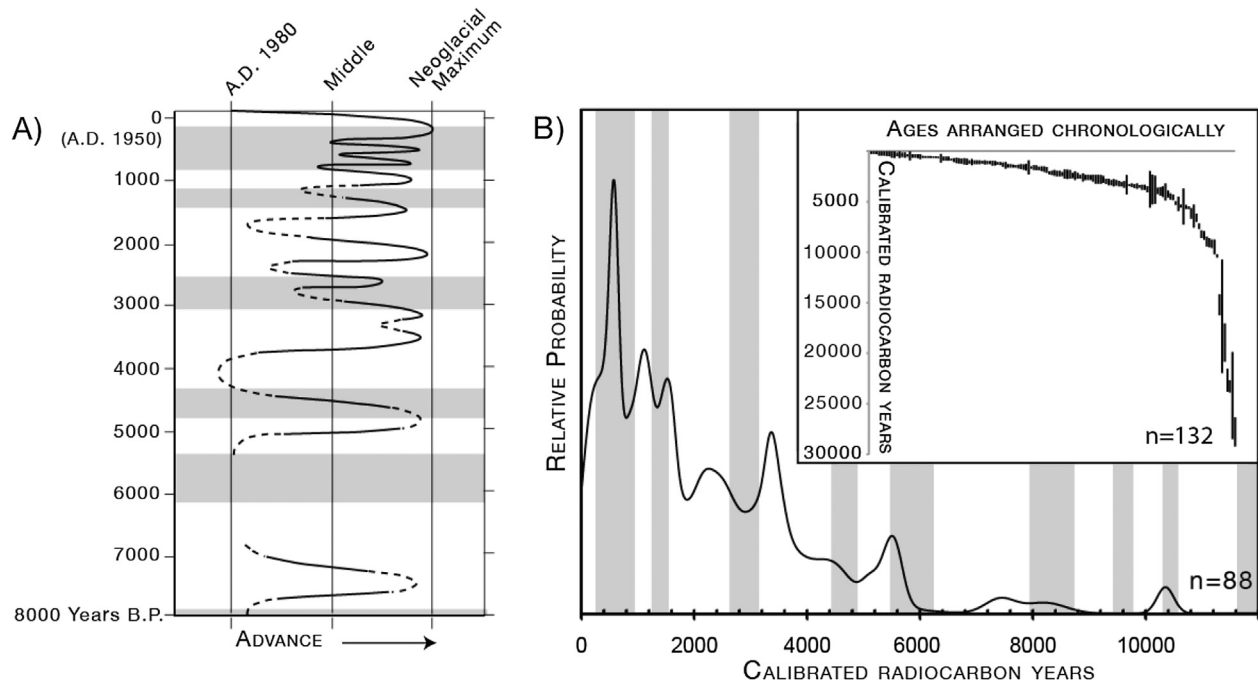 A)
A.D. 1980
Middle
Neoglacial
Maximum
0
(A.D. 1950)
1000
2000
3000
4000
5000
6000
7000
8000 Years B.P.
ADVANCE
B)
RELATIVE PROBABILITY
AGES ARRANGED CHRONOLOGICALLY
CALIBRATED RADIOCARBON YEARS
5000
10000
15000
20000
25000
30000
n=132
n=88
0 2000 4000 6000 8000 10000
CALIBRATED RADIOCARBON YEARS